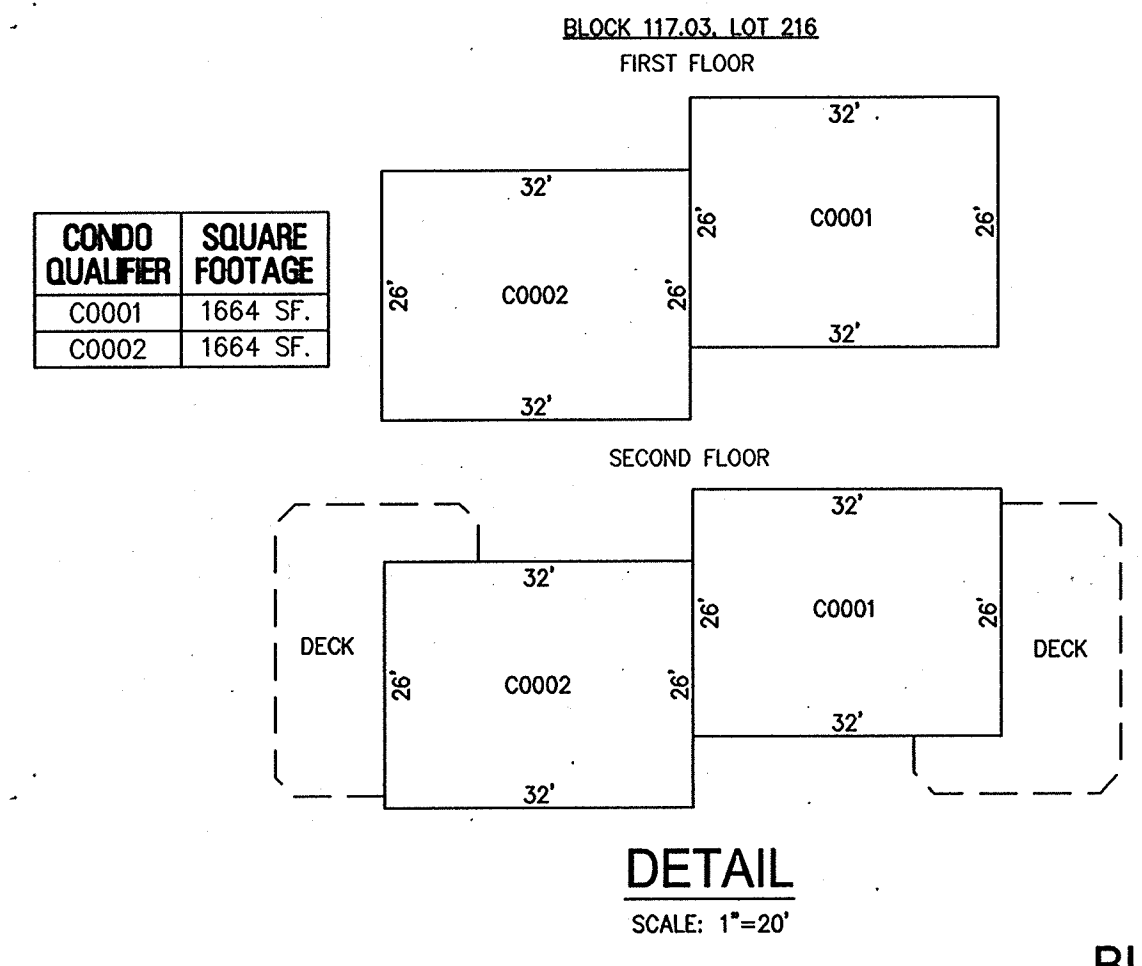 BLOCK 117.03, LOT 216
FIRST FLOOR
32'
32'
26'
C0001
26'
26'
C0002
26'
32'
32'
CONDO QUALIFIER
SQUARE FOOTAGE
C0001
1664 SF.
C0002
1664 SF.
SECOND FLOOR
32'
32'
26'
C0001
26'
DECK
DECK
26'
C0002
26'
32'
32'
DETAIL
SCALE: 1"=20'